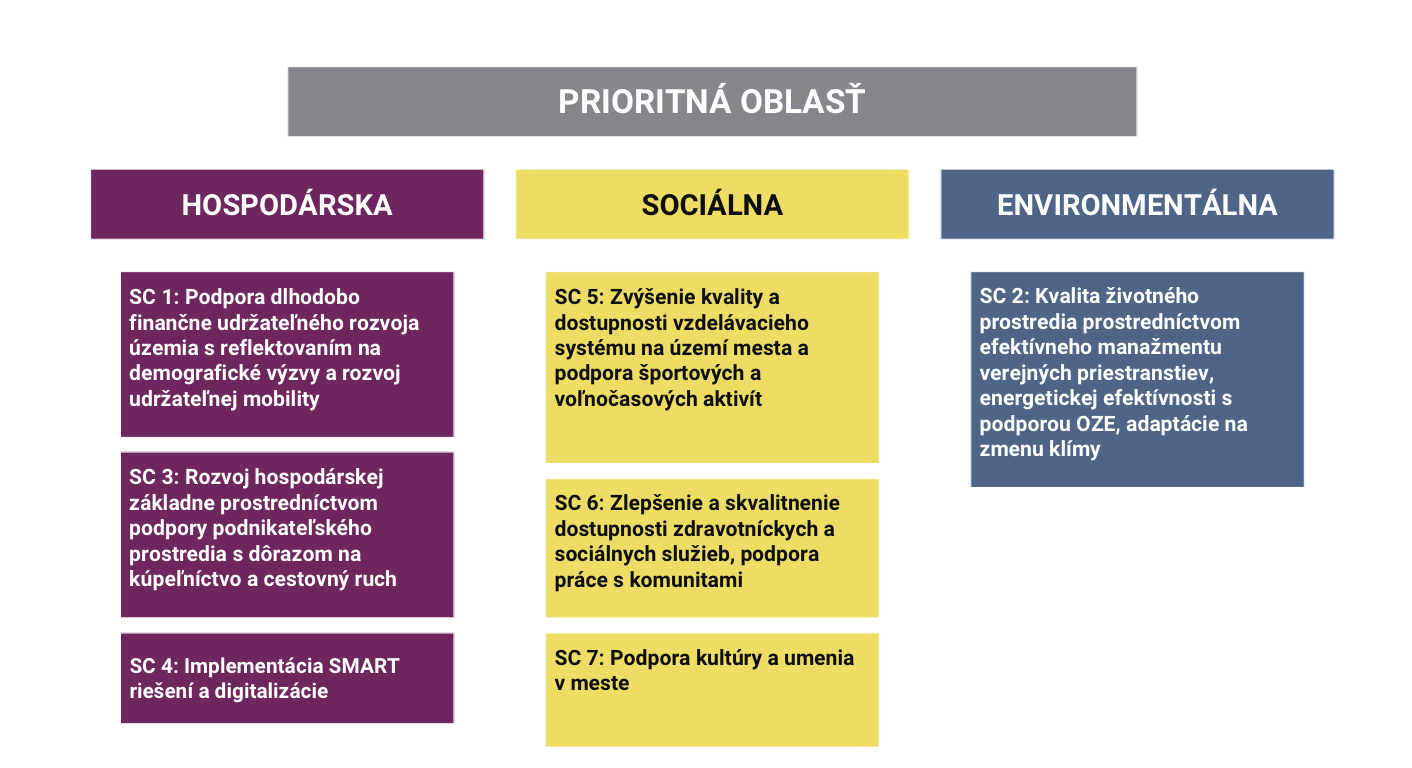 PRIORITNÁ OBLASŤ
HOSPODÁRSKA
SC 1: Podpora dlhodobo
finančne udržateľného rozvoja
územia s reflektovaním na
demografické výzvy a rozvoj
udržateľnej mobility
SC 3: Rozvoj hospodárskej
základne prostredníctvom
podpory podnikateľského
prostredia s dôrazom na
kúpeľníctvo a cestovný ruch
SC 4: Implementácia SMART
riešení a digitalizácie
SOCIÁLNA
SC 5: Zvýšenie kvality a
dostupnosti vzdelávacieho
systému na území mesta a
podpora športových a
voľnočasových aktivít
SC 6: Zlepšenie a skvalitnenie
dostupnosti zdravotníckych a
sociálnych služieb, podpora
práce s komunitami
SC 7: Podpora kultúry a umenia
v meste
ENVIRONMENTÁLNA
SC 2: Kvalita životného
prostredia prostredníctvom
efektívneho manažmentu
verejných priestranstiev,
energetickej efektívnosti s
podporou OZE, adaptácie na
zmenu klímy